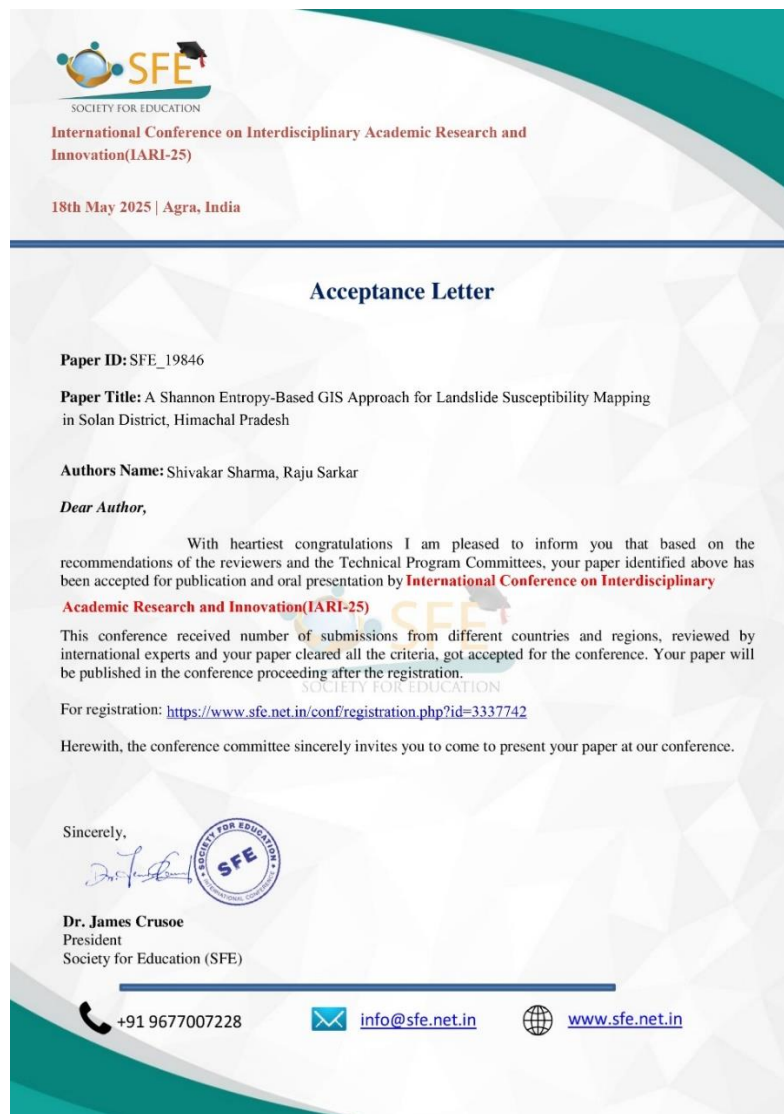 SFE
SOCIETY FOR EDUCATION
International Conference on Interdisciplinary Academic Research and
Innovation(IARI-25)
18th May 2025 | Agra, India
Acceptance Letter
Paper ID: SFE_19846
Paper Title: A Shannon Entropy-Based GIS Approach for Landslide Susceptibility Mapping
in Solan District, Himachal Pradesh
Authors Name: Shivakar Sharma, Raju Sarkar
Dear Author,
With heartiest congratulations I am pleased to inform you that based on the
recommendations of the reviewers and the Technical Program Committees, your paper identified above has
been accepted for publication and oral presentation by International Conference on Interdisciplinary
Academic Research and Innovation(IARI-25)
This conference received number of submissions from different countries and regions, reviewed by
international experts and your paper cleared all the criteria, got accepted for the conference. Your paper will
be published in the conference proceeding after the registration.
SFE
SOCIETY FOR EDUCATION
For registration: https://www.sfe.net.in/conf/registration.php?id=3337742
Herewith, the conference committee sincerely invites you to come to present your paper at our conference.
Sincerely,
SOCIETY FOR EDUCATION
SFE
INTERNATIONAL CONFERENCE
Dr. James Crusoe
President
Society for Education (SFE)
+91 9677007228
info@sfe.net.in
www.sfe.net.in